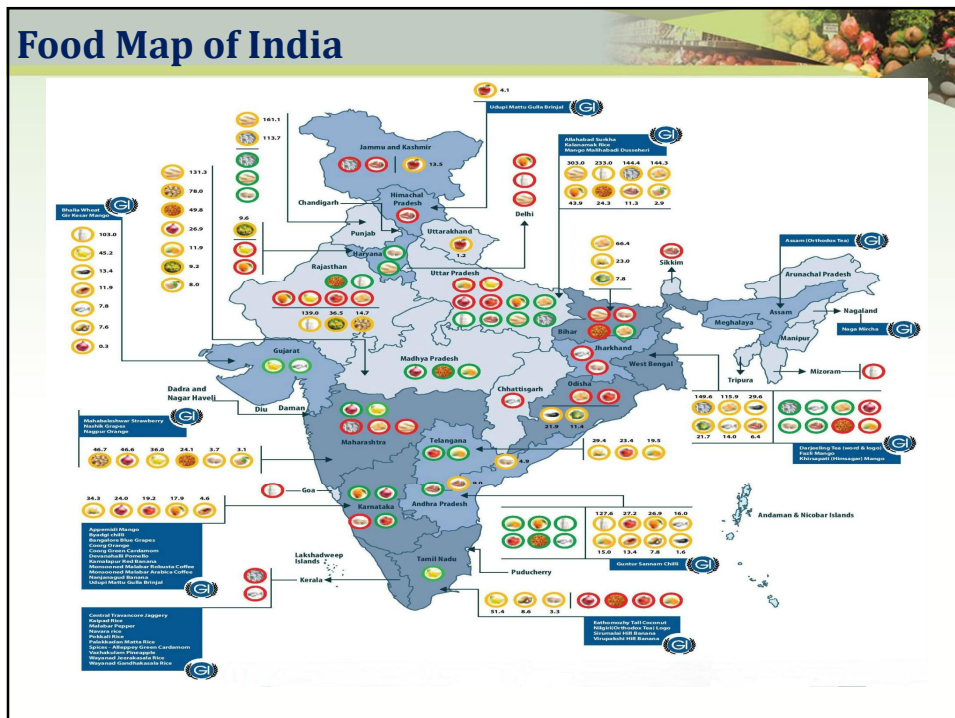 Food Map of India
4.1
Udupi Mattu Gulla Brinjal
GI
161.1
113.7
Jammu and Kashmir
13.5
Allahabad Surkha
Kalanamak Rice
Mango Malihabadi Dusseheri
GI
303.0 233.0 144.4 144.3
43.9 24.3 11.3 2.9
131.3
78.0
49.8
26.9
11.9
9.2
8.0
Himachal
Pradesh
Chandigarh
Delhi
Punjab
Uttarakhand
1.2
9.6
Haryana
Bhalia Wheat
Gir Kesar Mango
GI
103.0
45.2
13.4
11.9
7.8
7.6
0.3
Rajasthan
139.0 36.5 14.7
Uttar Pradesh
66.4
23.0
7.8
Sikkim
Assam (Orthodox Tea)
GI
Arunachal Pradesh
Assam
Nagaland
Meghalaya
Manipur
Naga Mircha
GI
Mizoram
Tripura
Bihar
Jharkhand
West Bengal
Gujarat
Madhya Pradesh
Chhattisgarh
Odisha
21.9 11.4
Dadra and
Nagar Haveli
Diu
Daman
149.6 115.9 29.6
21.7 14.0 6.4
Darjeeling Tea (word & logo)
Fazli Mango
Khirsapati (Himsagar) Mango
GI
Mahabaleshwar Strawberry
Nashik Grapes
Nagpur Orange
GI
46.7 46.6 36.0 24.1 3.7 3.1
Maharashtra
Telangana
29.4 23.4 19.5
4.9
Goa
Karnataka
Andhra Pradesh
34.3 24.0 19.2 17.9 4.6
127.6 27.2 26.9 16.0
15.0 13.4 7.8 1.6
Guntur Sannam Chilli
GI
Andaman & Nicobar Islands
Appemidi Mango
Byadgi chilli
Bangalore Blue Grapes
Coorg Orange
Coorg Green Cardamom
Devanahalli Pomello
Kamalapur Red Banana
Monsooned Malabar Robusta Coffee
Monsooned Malabar Arabica Coffee
Nanjanagud Banana
Udupi Mattu Gulla Brinjal
GI
Lakshadweep
Islands
Kerala
Tamil Nadu
Puducherry
51.4 8.6 3.3
Eathomozhy Tall Coconut
Nilgiri(Orthodox Tea) Logo
Sirumalai Hill Banana
Virupakshi Hill Banana
GI
Central Travancore Jaggery
Kaipad Rice
Malabar Pepper
Navara rice
Pokkali Rice
Palakkadan Matta Rice
Spices - Alleppey Green Cardamom
Vazhakulam Pineapple
Wayanad Jeerakasala Rice
Wayanad Gandhakasala Rice
GI